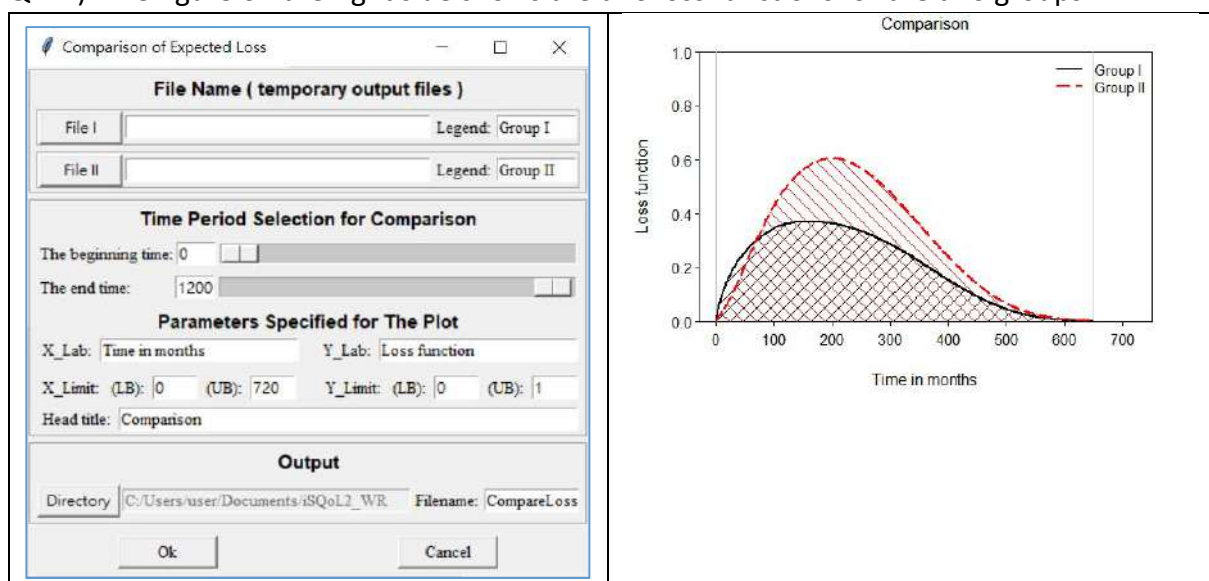 Comparison of Expected Loss
File Name ( temporary output files )
File I Legend: Group I
File II Legend: Group II
Time Period Selection for Comparison
The beginning time: 0
The end time: 1200
Parameters Specified for The Plot
X_Lab: Time in months Y_Lab: Loss function
X_Limit: (LB): 0 (UB): 720 Y_Limit: (LB): 0 (UB): 1
Head title: Comparison
Output
Directory C:/Users/user/Documents/iSQoL2_WR Filename: CompareLoss
Ok Cancel
Comparison
Group I
Group II
1.0
0.8
0.6
0.4
0.2
0.0
Loss function
0 100 200 300 400 500 600 700
Time in months